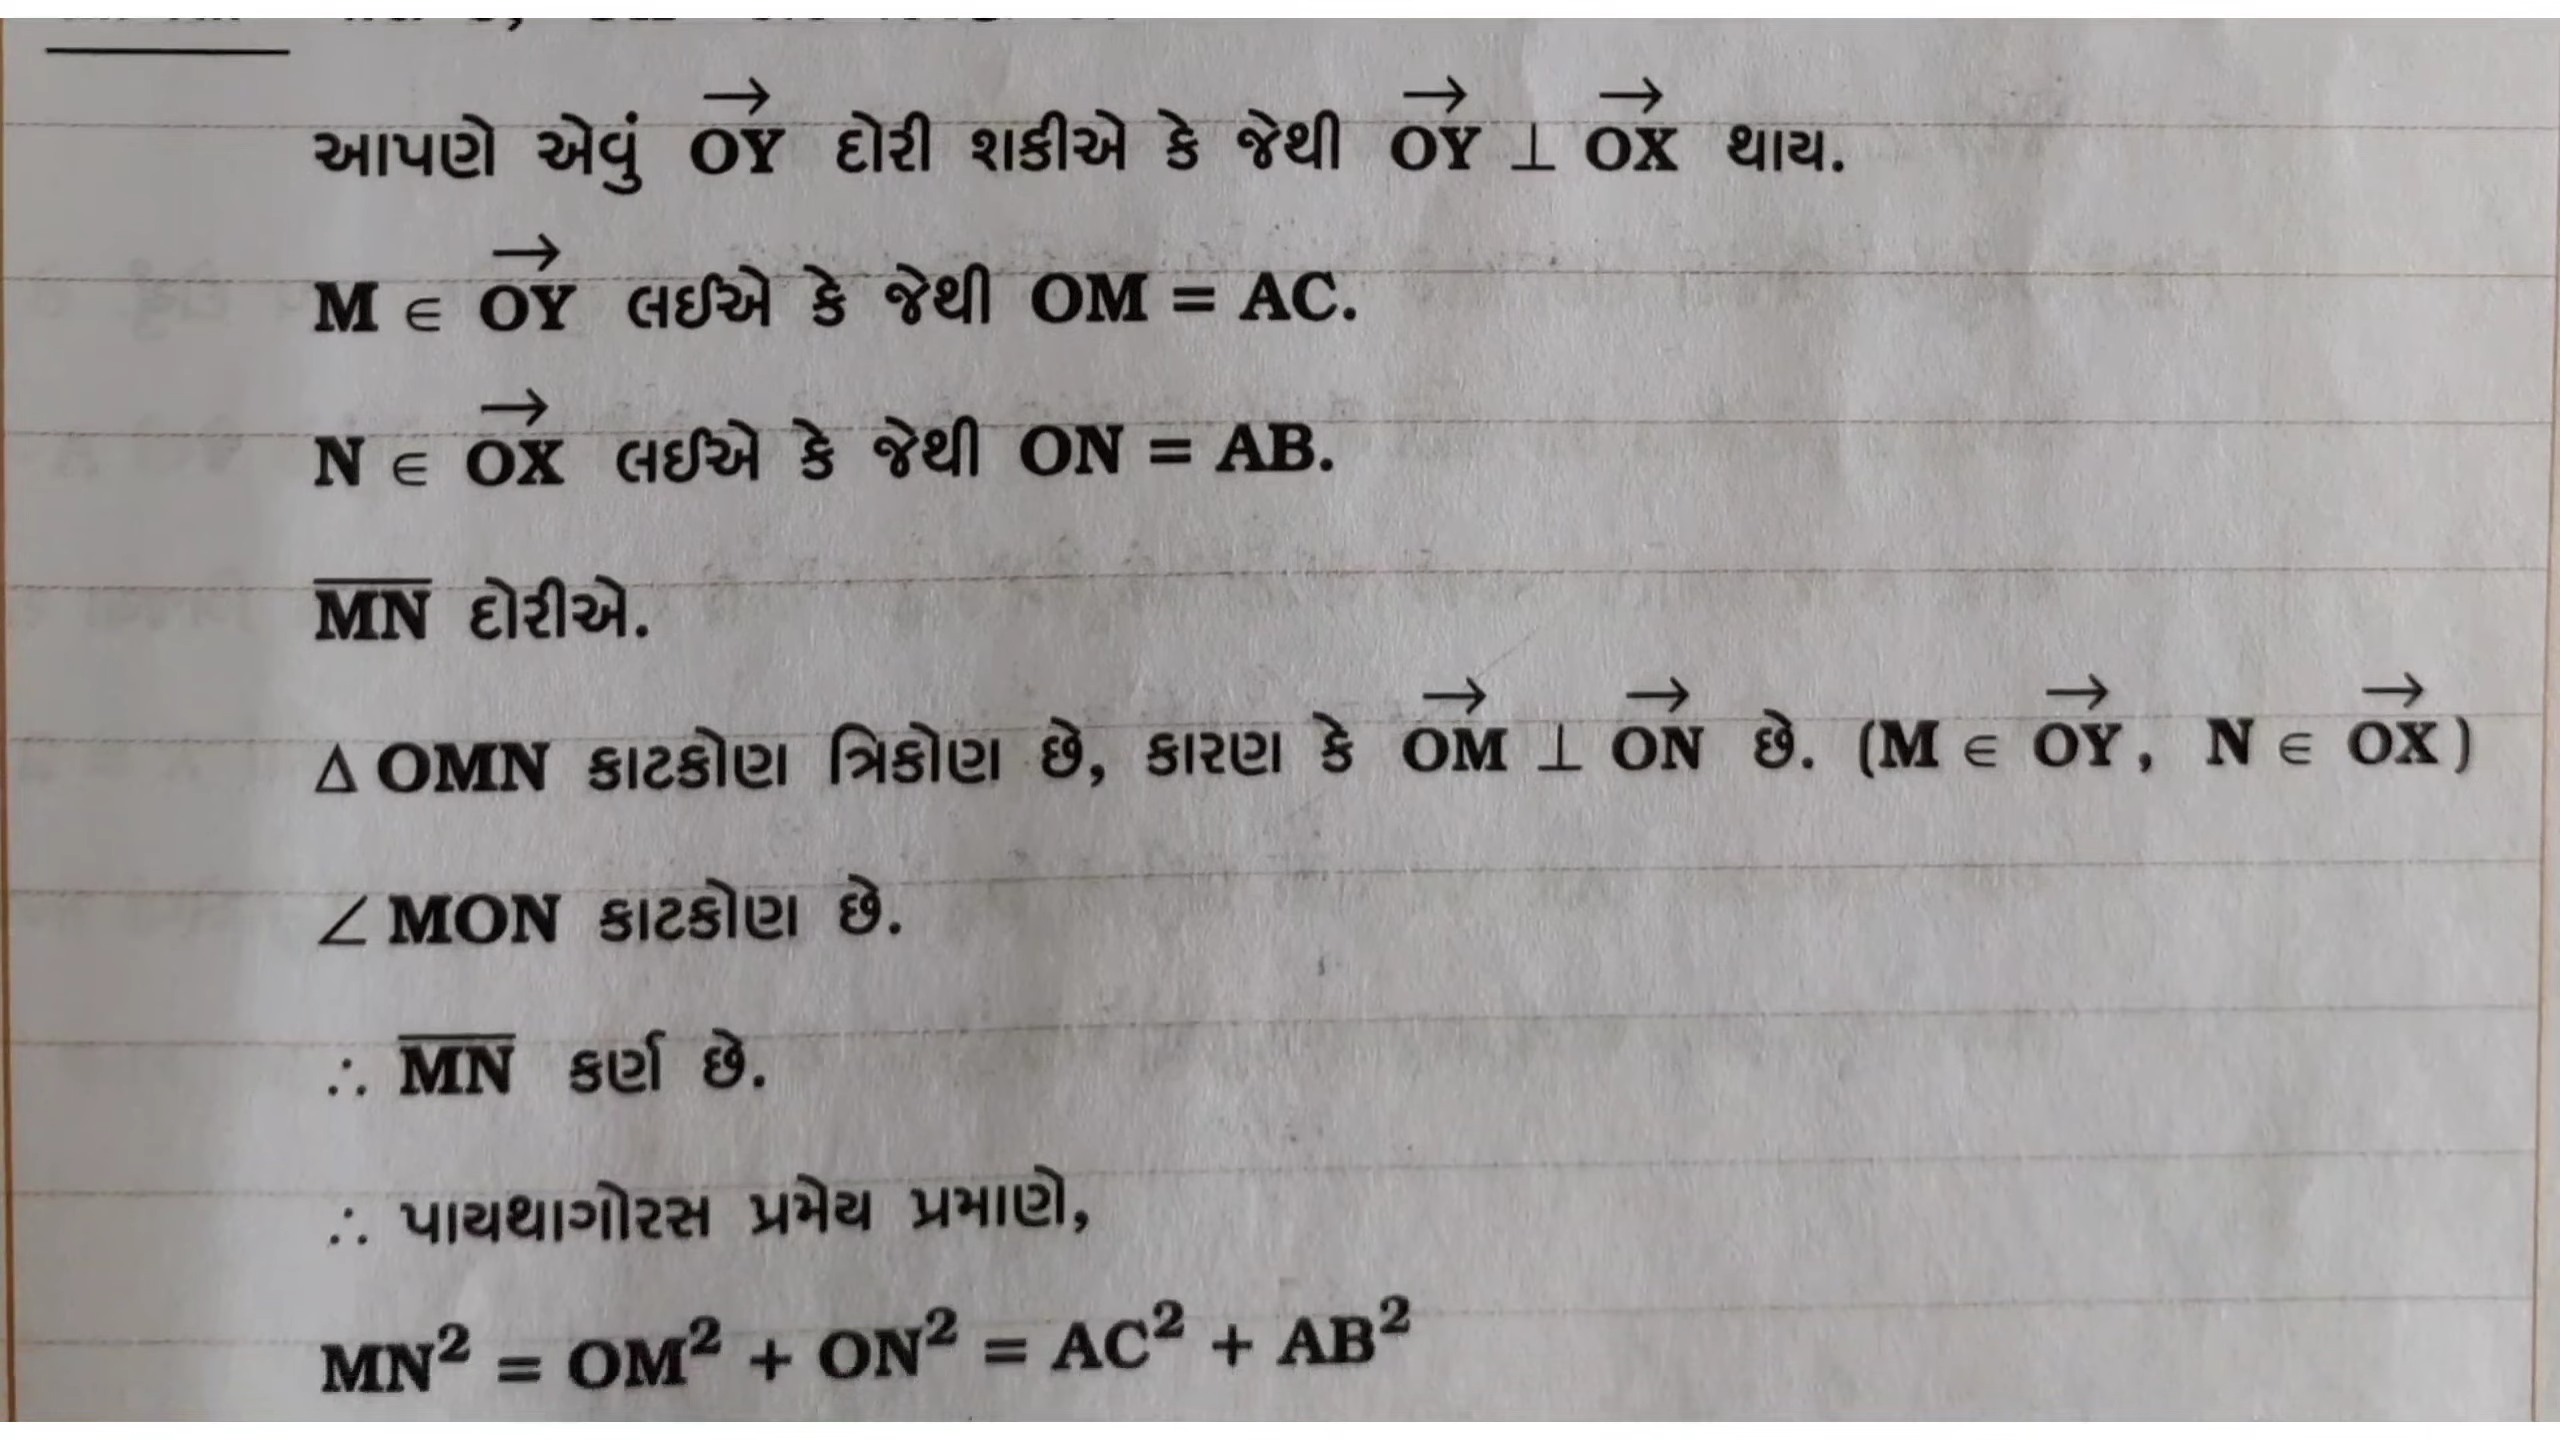 આપણે એવું $\overrightarrow{OY}$ દોરી શકીએ કે જેથી $\overrightarrow{OY} \perp \overrightarrow{OX}$ થાય.
M ∈ $\overrightarrow{OY}$ લઈએ કે જેથી OM = AC.
N ∈ $\overrightarrow{OX}$ લઈએ કે જેથી ON = AB.
$\overline{MN}$ દોરીએ.
Δ OMN કાટકોણ ત્રિકોણ છે, કારણ કે $\overrightarrow{OM} \perp \overrightarrow{ON}$ છે. (M ∈ $\overrightarrow{OY}$, N ∈ $\overrightarrow{OX}$)
∠ MON કાટકોણ છે.
∴ $\overline{MN}$ કર્ણ છે.
∴ પાયથાગોરસ પ્રમેય પ્રમાણે,
MN² = OM² + ON² = AC² + AB²